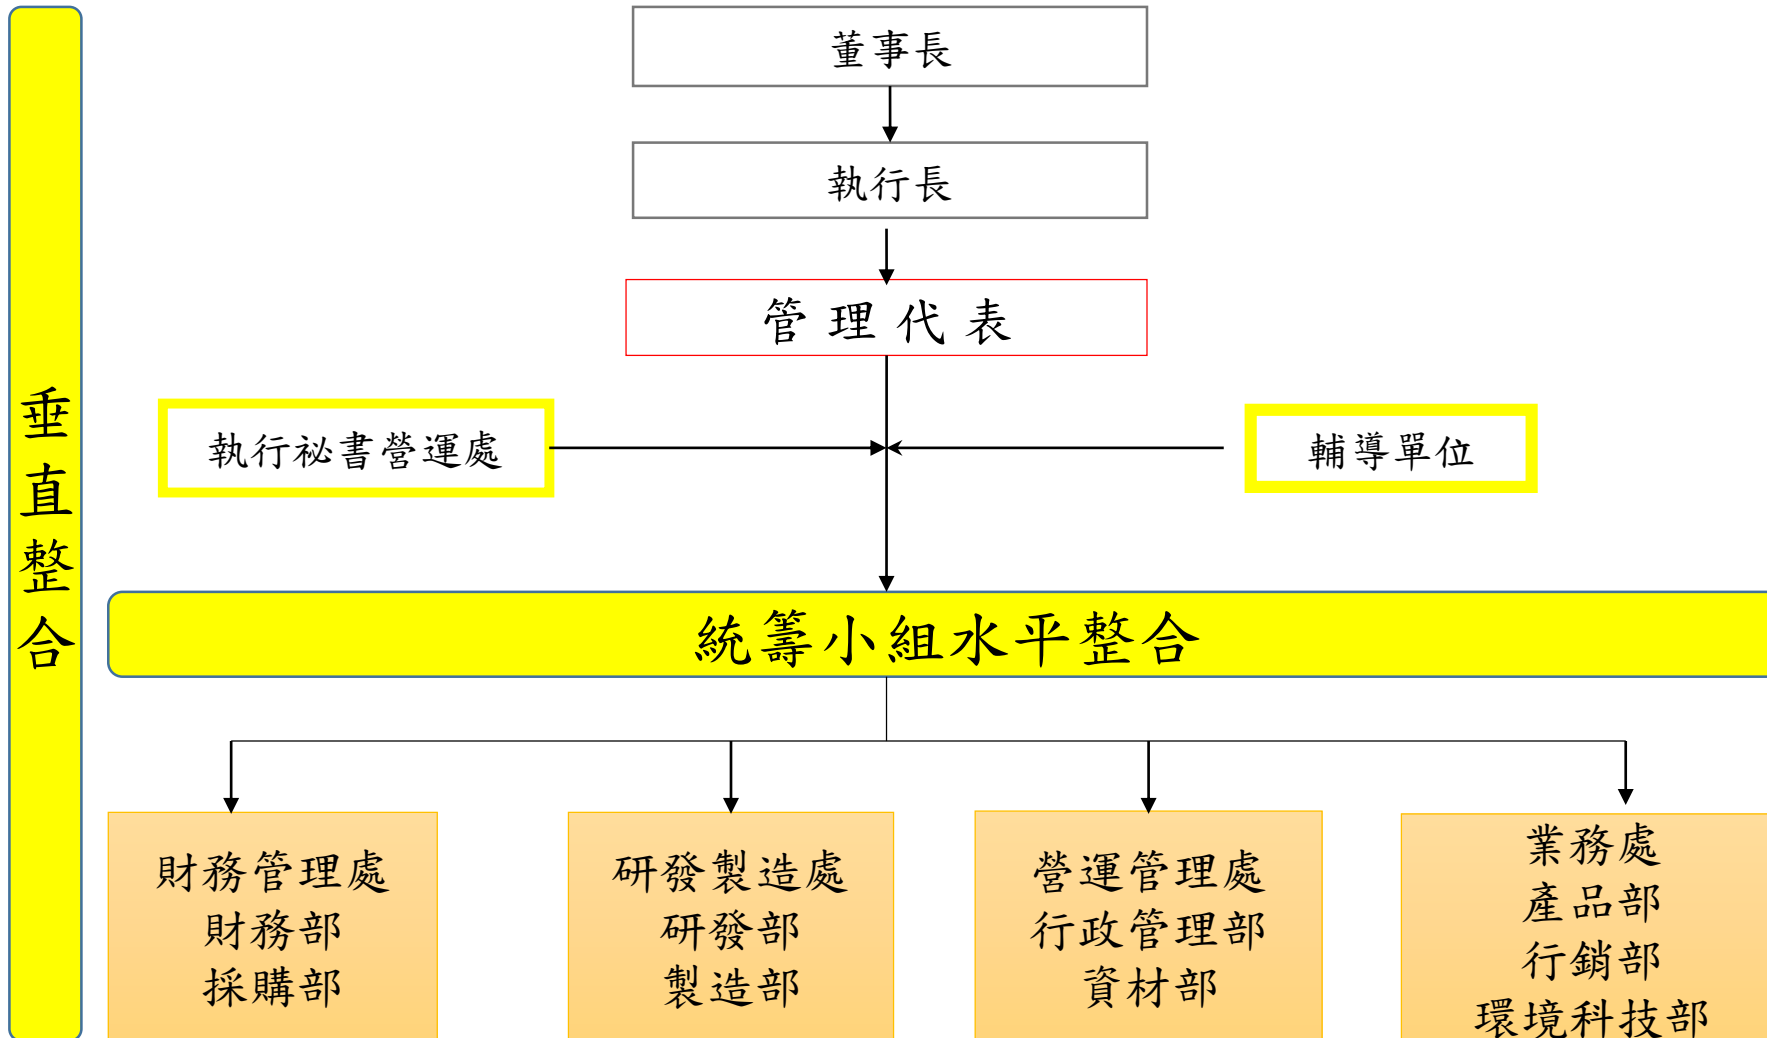 董事長
執行長
管理代表
執行祕書營運處
輔導單位
垂直整合
統籌小組水平整合
財務管理處
財務部
採購部
研發製造處
研發部
製造部
營運管理處
行政管理部
資材部
業務處
產品部
行銷部
環境科技部